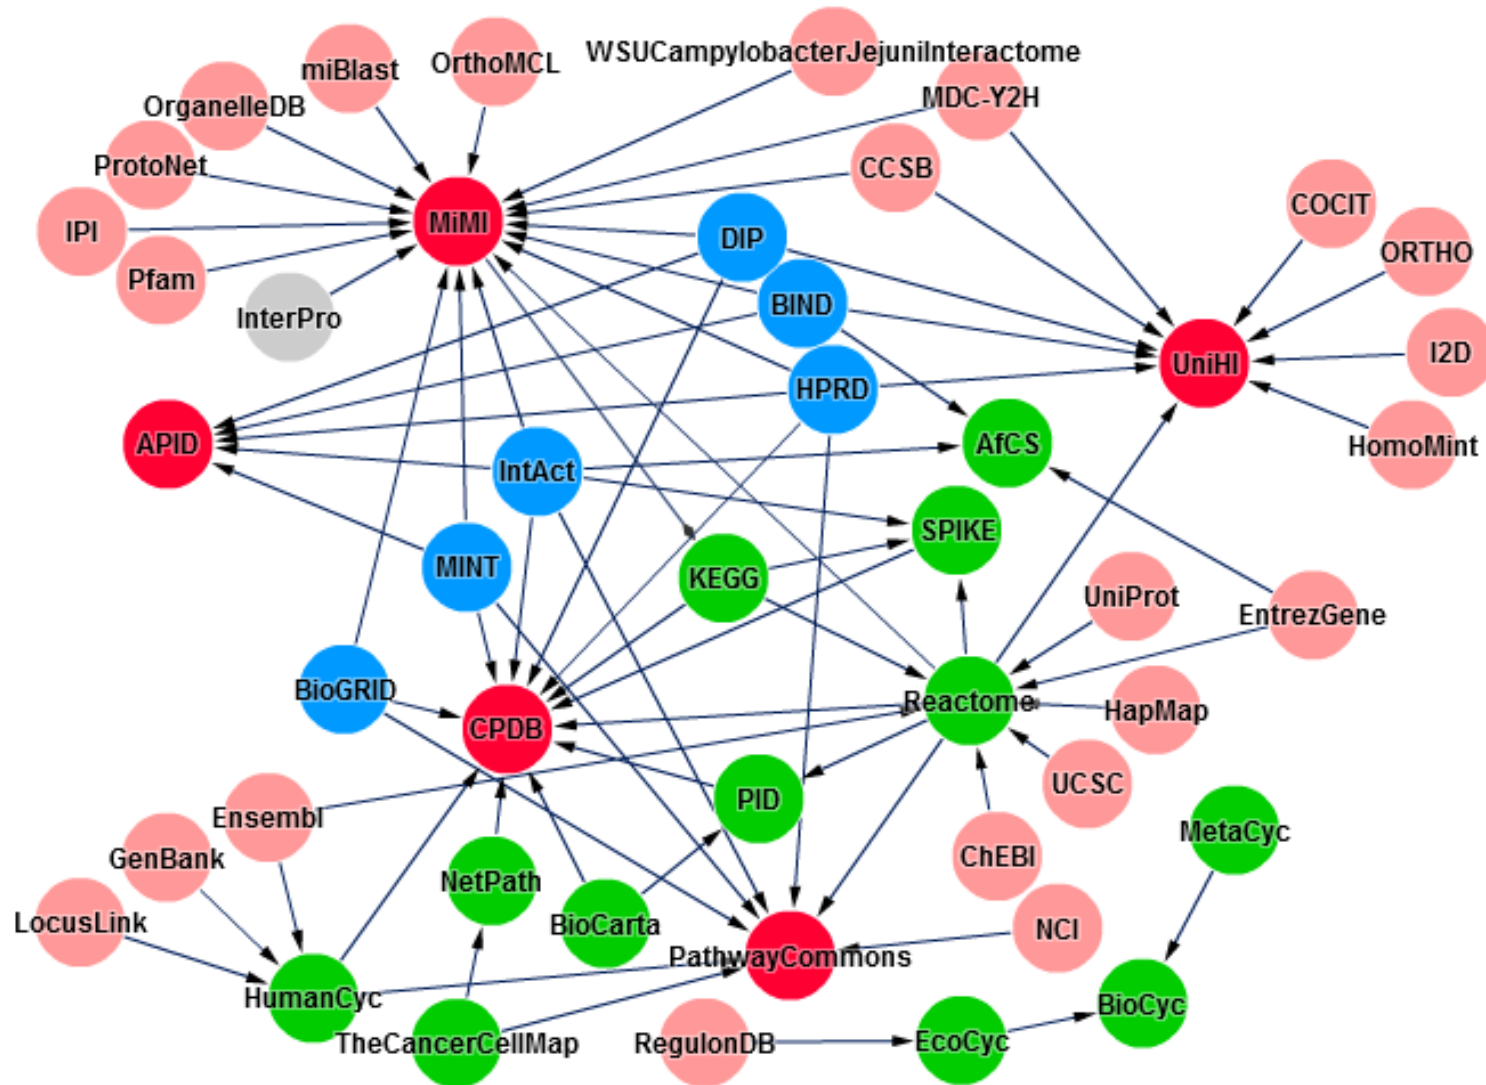 WSUCampylobacterJejuniInteractome
OrthoMCL
miBlast
MDC-Y2H
OrganelleDB
ProtoNet
CCSB
COCIT
MiMI
IPI
DIP
ORTHO
Pfam
BIND
InterPro
I2D
UniHI
HPRD
APID
AfCS
HomoMint
IntAct
SPIKE
MINT
KEGG
UniProt
EntrezGene
BioGRID
Reactome
HapMap
CPDB
UCSC
PID
Ensembl
MetaCyc
GenBank
ChEBI
NetPath
LocusLink
BioCarta
NCI
PathwayCommons
HumanCyc
BioCyc
TheCancerCellMap
RegulonDB
EcoCyc